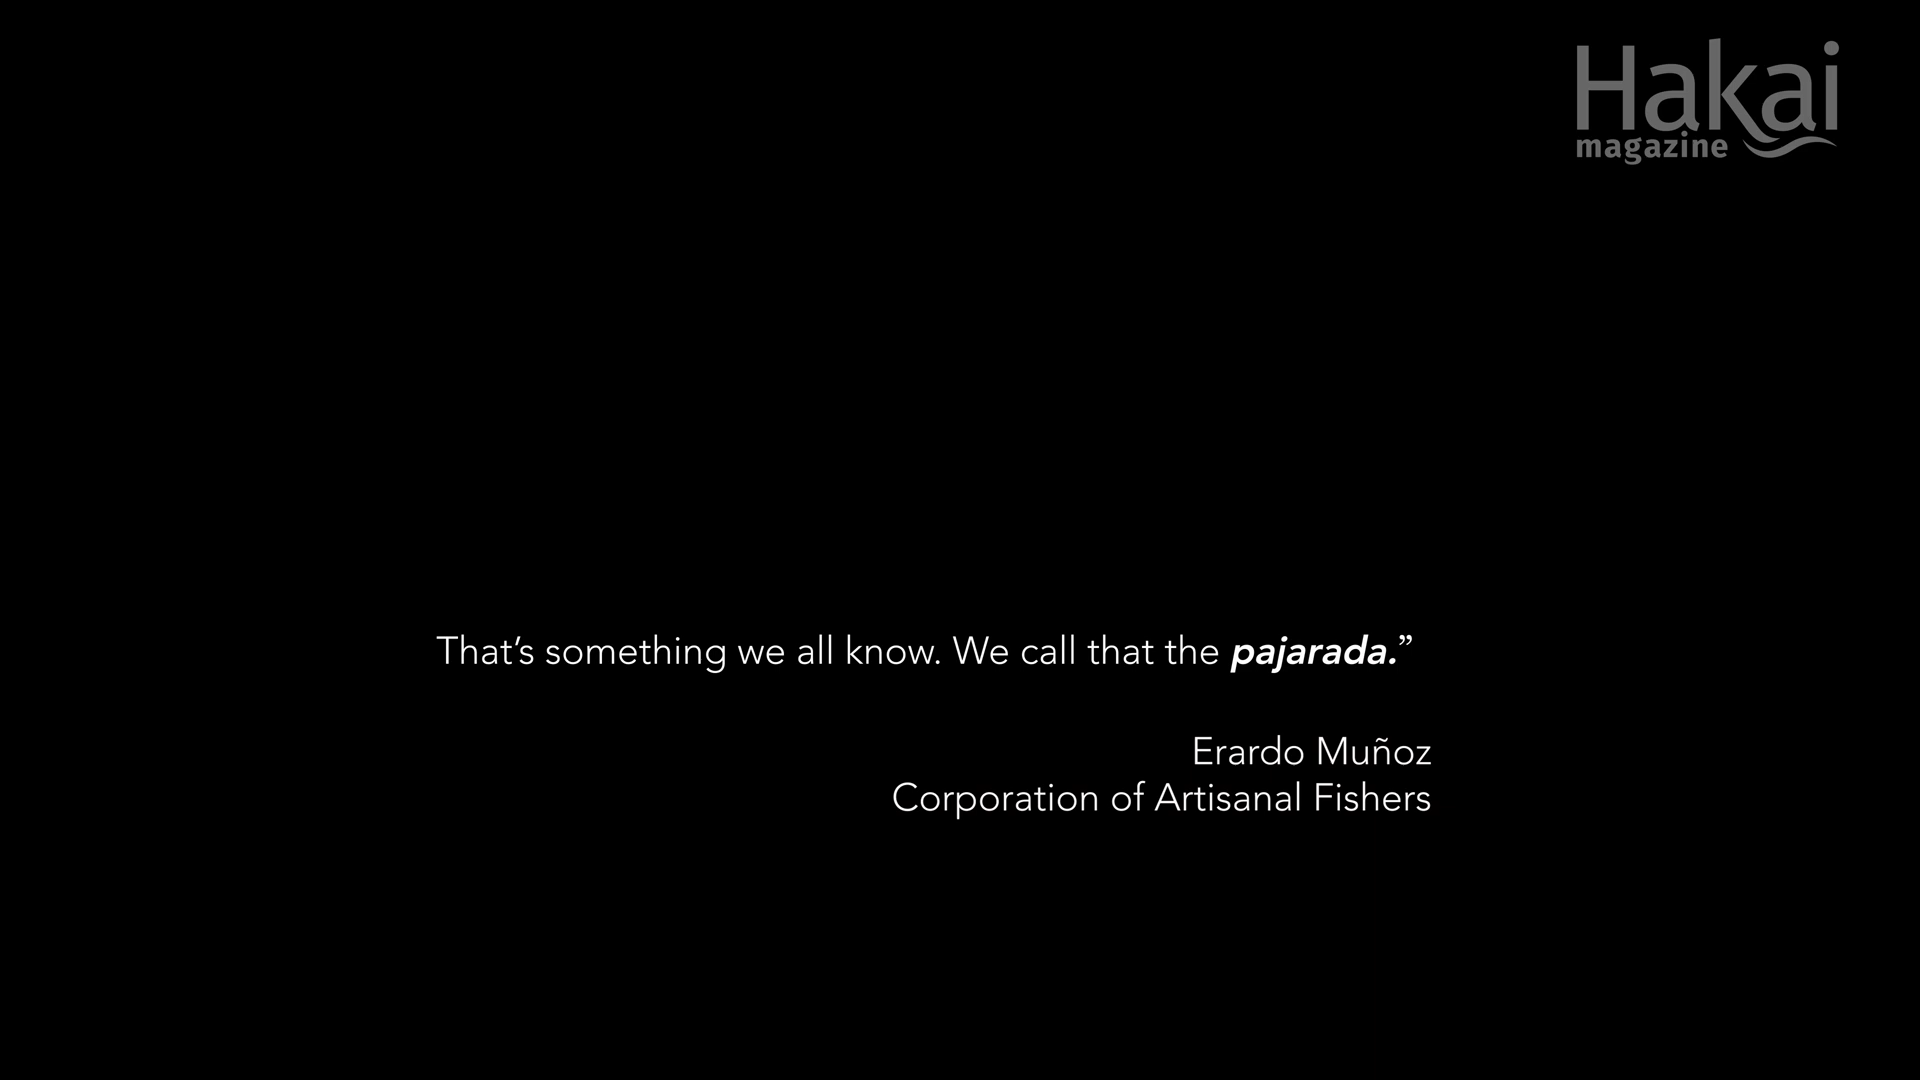 Hakai
magazine
That’s something we all know. We call that the pajarada.”
Erardo Muñoz
Corporation of Artisanal Fishers